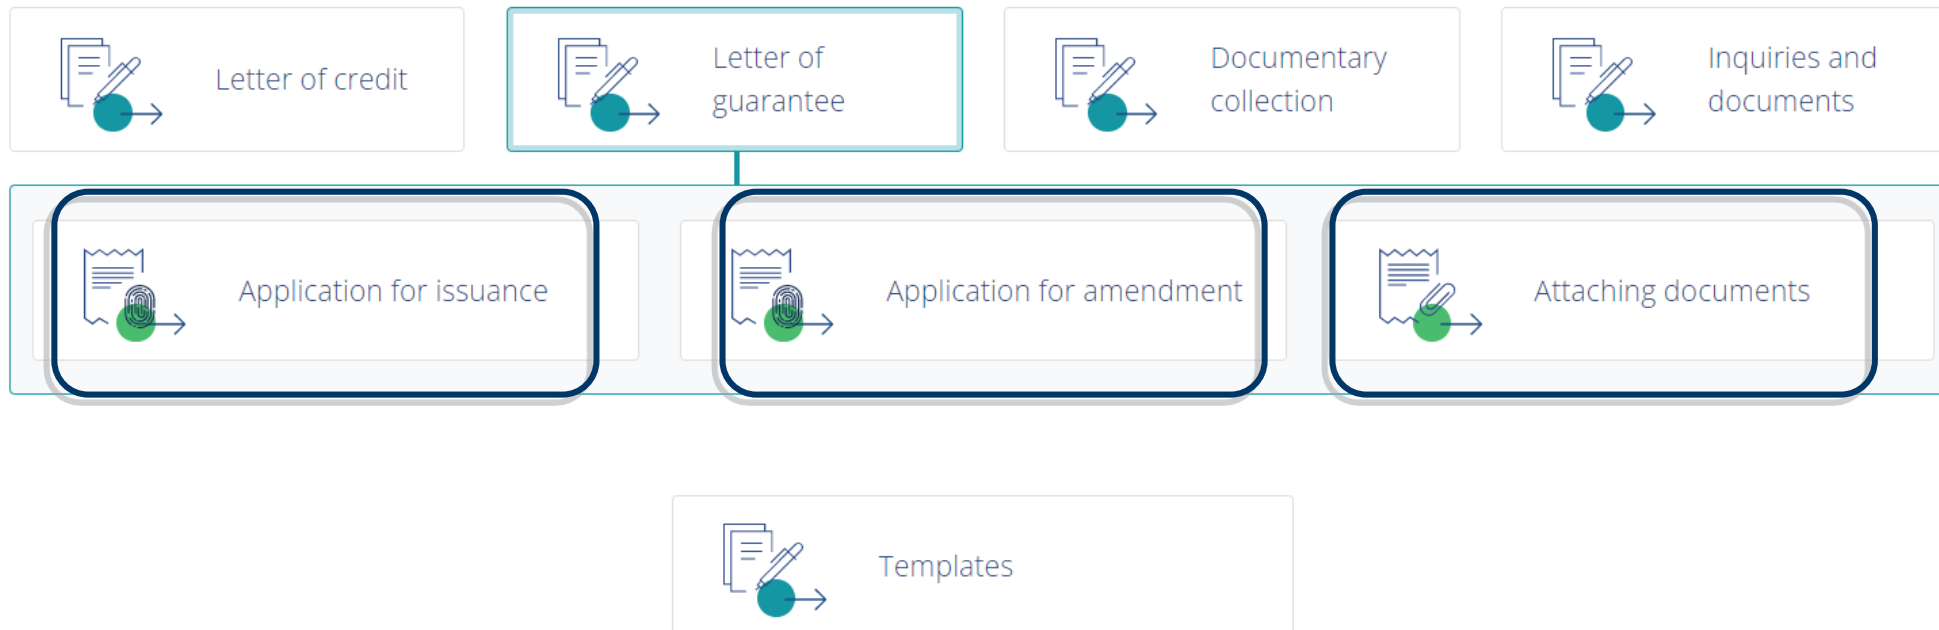 Letter of credit
Letter of
guarantee
Documentary
collection
Inquiries and
documents
Application for issuance
Application for amendment
Attaching documents
Templates